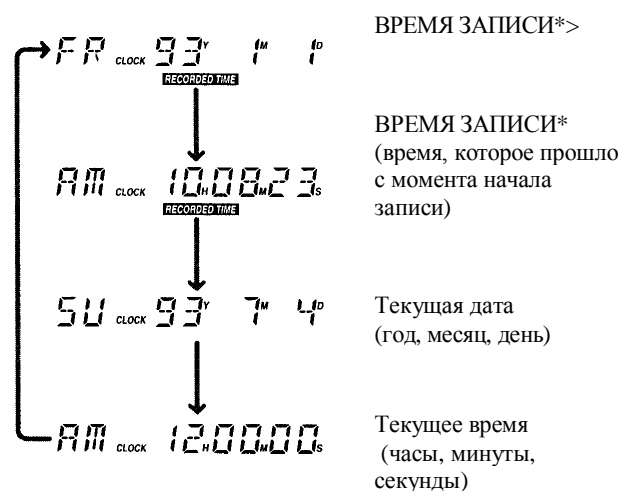 FR CLOCK 93Y 1M 1D
RECORDED TIME
ВРЕМЯ ЗАПИСИ*>
AM CLOCK 10H08M23S
RECORDED TIME
ВРЕМЯ ЗАПИСИ*
(время, которое прошло
с момента начала
записи)
SU CLOCK 93Y 7M 4D
Текущая дата
(год, месяц, день)
AM CLOCK 12H00M00S
Текущее время
(часы, минуты,
секунды)